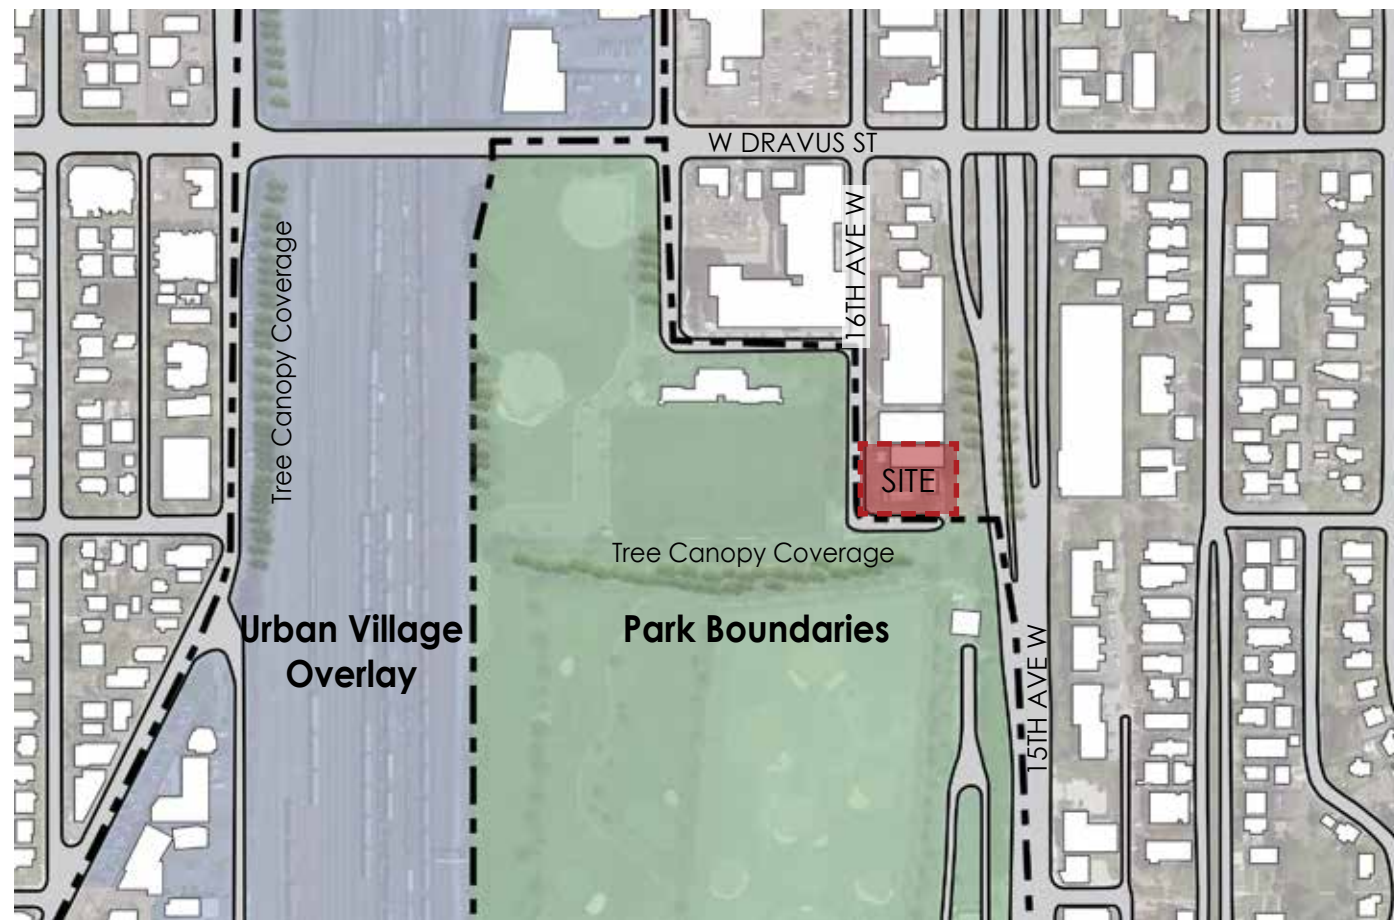 W DRAVUS ST
16TH AVE W
Tree Canopy Coverage
SITE
Tree Canopy Coverage
Urban Village
Overlay
Park Boundaries
15TH AVE W